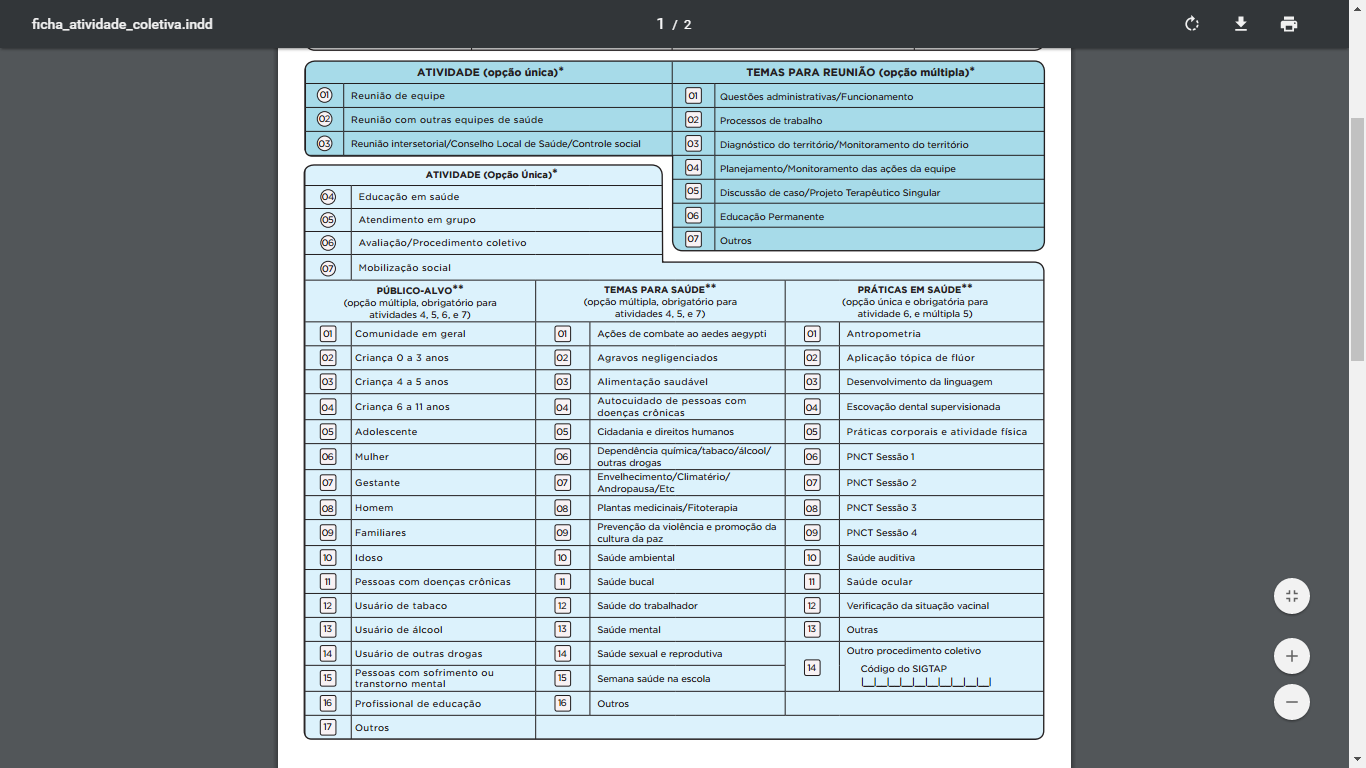 ficha_atividade_coletiva.indd
1 / 2
ATIVIDADE (opção única)*
01 Reunião de equipe
02 Reunião com outras equipes de saúde
03 Reunião intersetorial/Conselho Local de Saúde/Controle social
TEMAS PARA REUNIÃO (opção múltipla)*
01 Questões administrativas/Funcionamento
02 Processos de trabalho
03 Diagnóstico do território/Monitoramento do território
04 Planejamento/Monitoramento das ações da equipe
05 Discussão de caso/Projeto Terapêutico Singular
06 Educação Permanente
07 Outros
ATIVIDADE (Opção Única)*
04 Educação em saúde
05 Atendimento em grupo
06 Avaliação/Procedimento coletivo
07 Mobilização social
PÚBLICO-ALVO**
(opção múltipla, obrigatório para
atividades 4, 5, 6, e 7)
01 Comunidade em geral
02 Criança 0 a 3 anos
03 Criança 4 a 5 anos
04 Criança 6 a 11 anos
05 Adolescente
06 Mulher
07 Gestante
08 Homem
09 Familiares
10 Idoso
11 Pessoas com doenças crônicas
12 Usuário de tabaco
13 Usuário de álcool
14 Usuário de outras drogas
15 Pessoas com sofrimento ou
transtorno mental
16 Profissional de educação
17 Outros
TEMAS PARA SAÚDE**
(opção múltipla, obrigatório para
atividades 4, 5, e 7)
01 Ações de combate ao aedes aegypti
02 Agravos negligenciados
03 Alimentação saudável
04 Autocuidado de pessoas com
doenças crônicas
05 Cidadania e direitos humanos
06 Dependência química/tabaco/álcool/
outras drogas
07 Envelhecimento/Climatério/
Andropausa/Etc
08 Plantas medicinais/Fitoterapia
09 Prevenção da violência e promoção da
cultura da paz
10 Saúde ambiental
11 Saúde bucal
12 Saúde do trabalhador
13 Saúde mental
14 Saúde sexual e reprodutiva
15 Semana saúde na escola
16 Outros
PRÁTICAS EM SAÚDE**
(opção única e obrigatória para
atividade 6, e múltipla 5)
01 Antropometria
02 Aplicação tópica de flúor
03 Desenvolvimento da linguagem
04 Escovação dental supervisionada
05 Práticas corporais e atividade física
06 PNCT Sessão 1
07 PNCT Sessão 2
08 PNCT Sessão 3
09 PNCT Sessão 4
10 Saúde auditiva
11 Saúde ocular
12 Verificação da situação vacinal
13 Outras
14 Outro procedimento coletivo
Código do SIGTAP